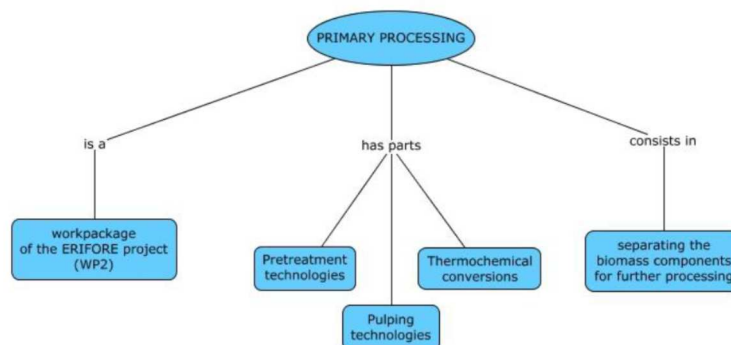 PRIMARY PROCESSING
is a
has parts
consists in
workpackage
of the ERIFORE project
(WP2)
Pretreatment
technologies
Thermochemical
conversions
separating the
biomass components
for further processing
Pulping
technologies